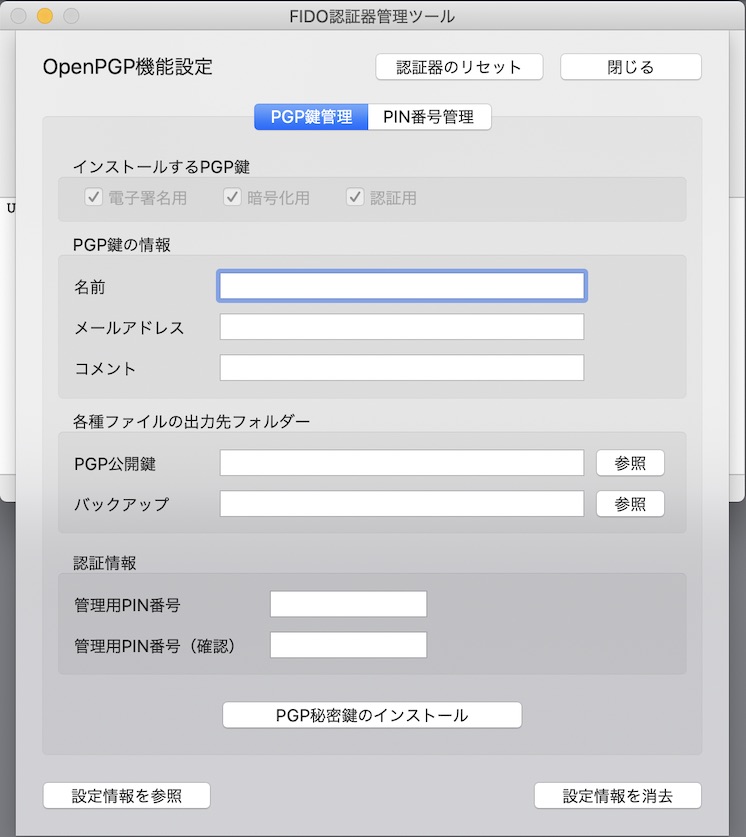 FIDO認証器管理ツール
OpenPGP機能設定
認証器のリセット
閉じる
PGP鍵管理
PIN番号管理
インストールするPGP鍵
U
電子署名用
暗号化用
認証用
PGP鍵の情報
名前
メールアドレス
コメント
各種ファイルの出力先フォルダー
PGP公開鍵
参照
バックアップ
参照
認証情報
管理用PIN番号
管理用PIN番号（確認）
PGP秘密鍵のインストール
設定情報を参照
設定情報を消去